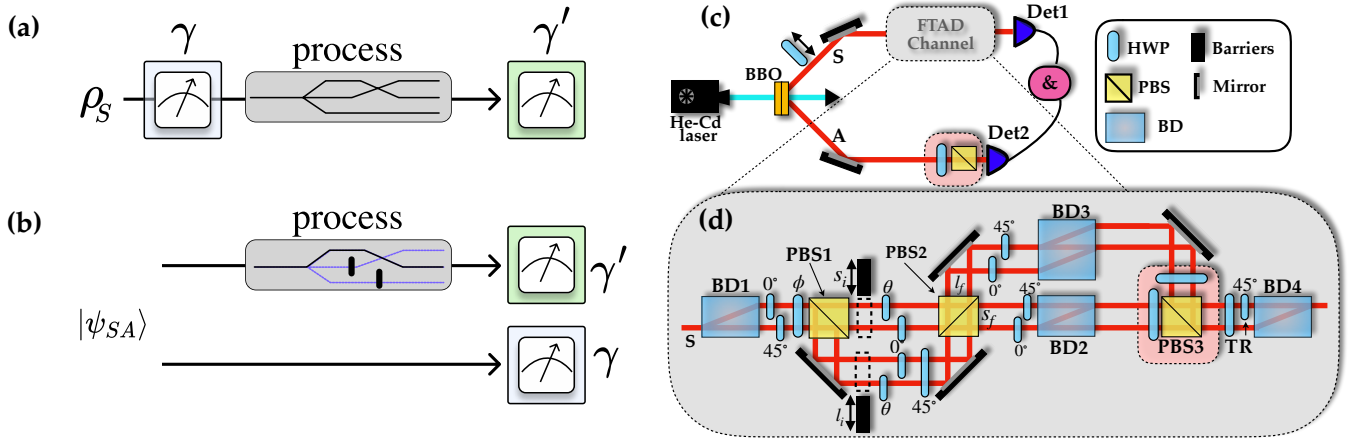 (a)
γ
process
γ′
ρS
(b)
process
γ′
|ψSA⟩
γ
(c)
FTAD
Channel
Det1
S
BBO
&
He-Cd
laser
A
Det2
HWP
Barriers
PBS
Mirror
BD
(d)
BD3
45°
PBS2
PBS1
si
lf
0°
BD1
0°
ϕ
θ
45°
45°
BD4
sf
S
45°
0
0°
BD2
PBS3
TR
li
θ
45°